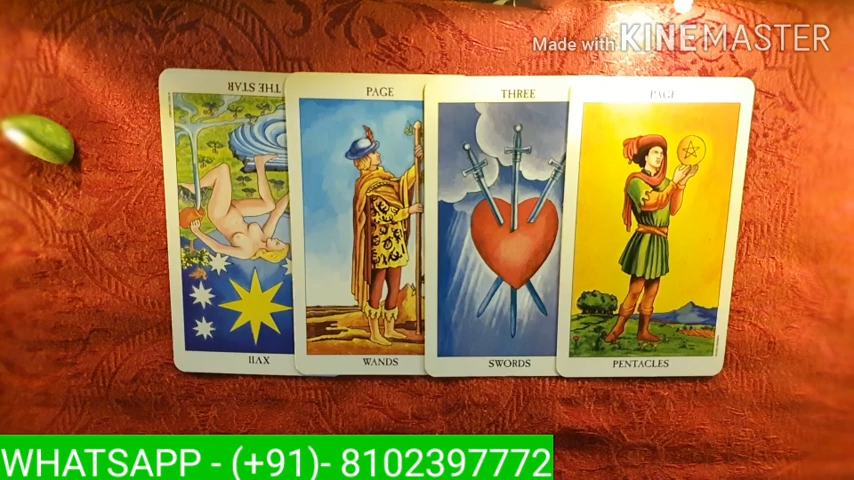 Made with KINEMASTER
THE STAR
PAGE
THREE
PAGE
XVII
WANDS
SWORDS
PENTACLES
WHATSAPP - (+91)- 8102397772